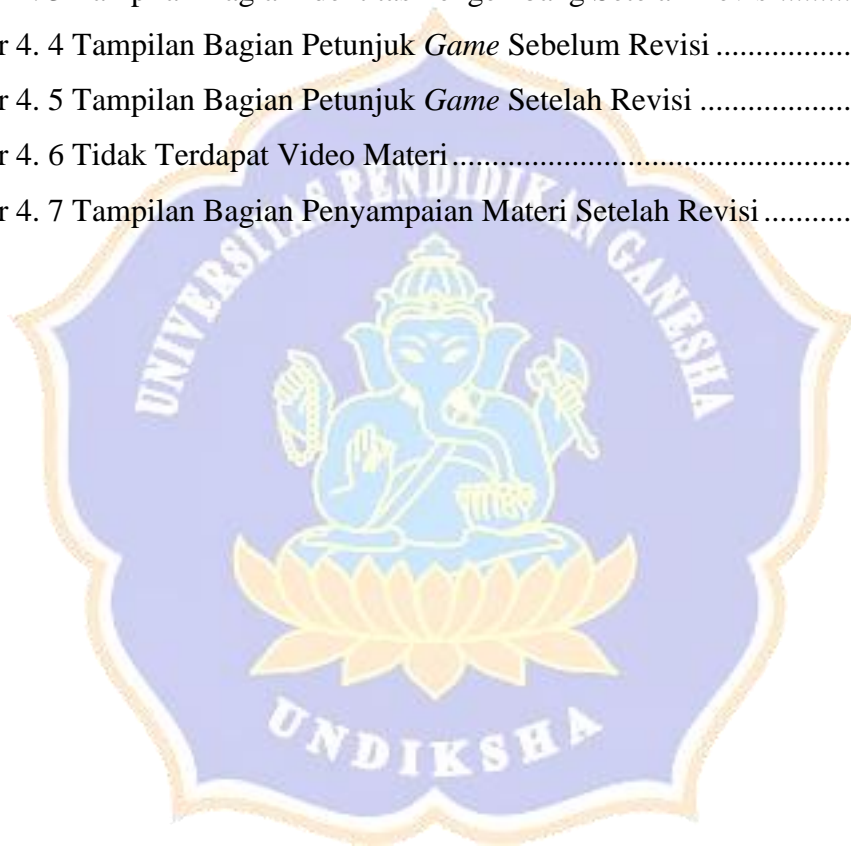 r 4. 4 Tampilan Bagian Petunjuk Game Sebelum Revisi .................
r 4. 5 Tampilan Bagian Petunjuk Game Setelah Revisi ...................
r 4. 6 Tidak Terdapat Video Materi ..................................................
r 4. 7 Tampilan Bagian Penyampaian Materi Setelah Revisi ...........
UNIVERSITAS PENDIDIKAN GANESHA
UNDIKSHA